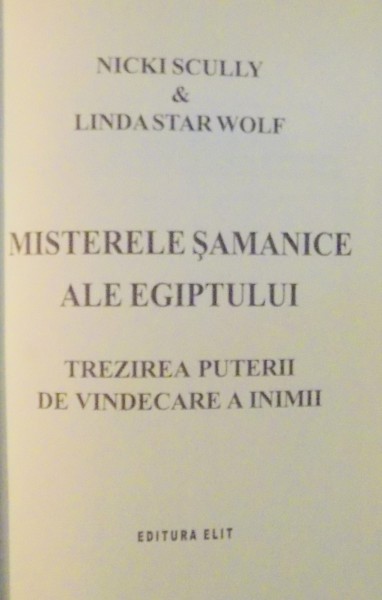 NICKI SCULLY
&
LINDA STAR WOLF
MISTERELE ŞAMANICE
ALE EGIPTULUI
TREZIREA PUTERII
DE VINDECARE A INIMII
EDITURA ELIT